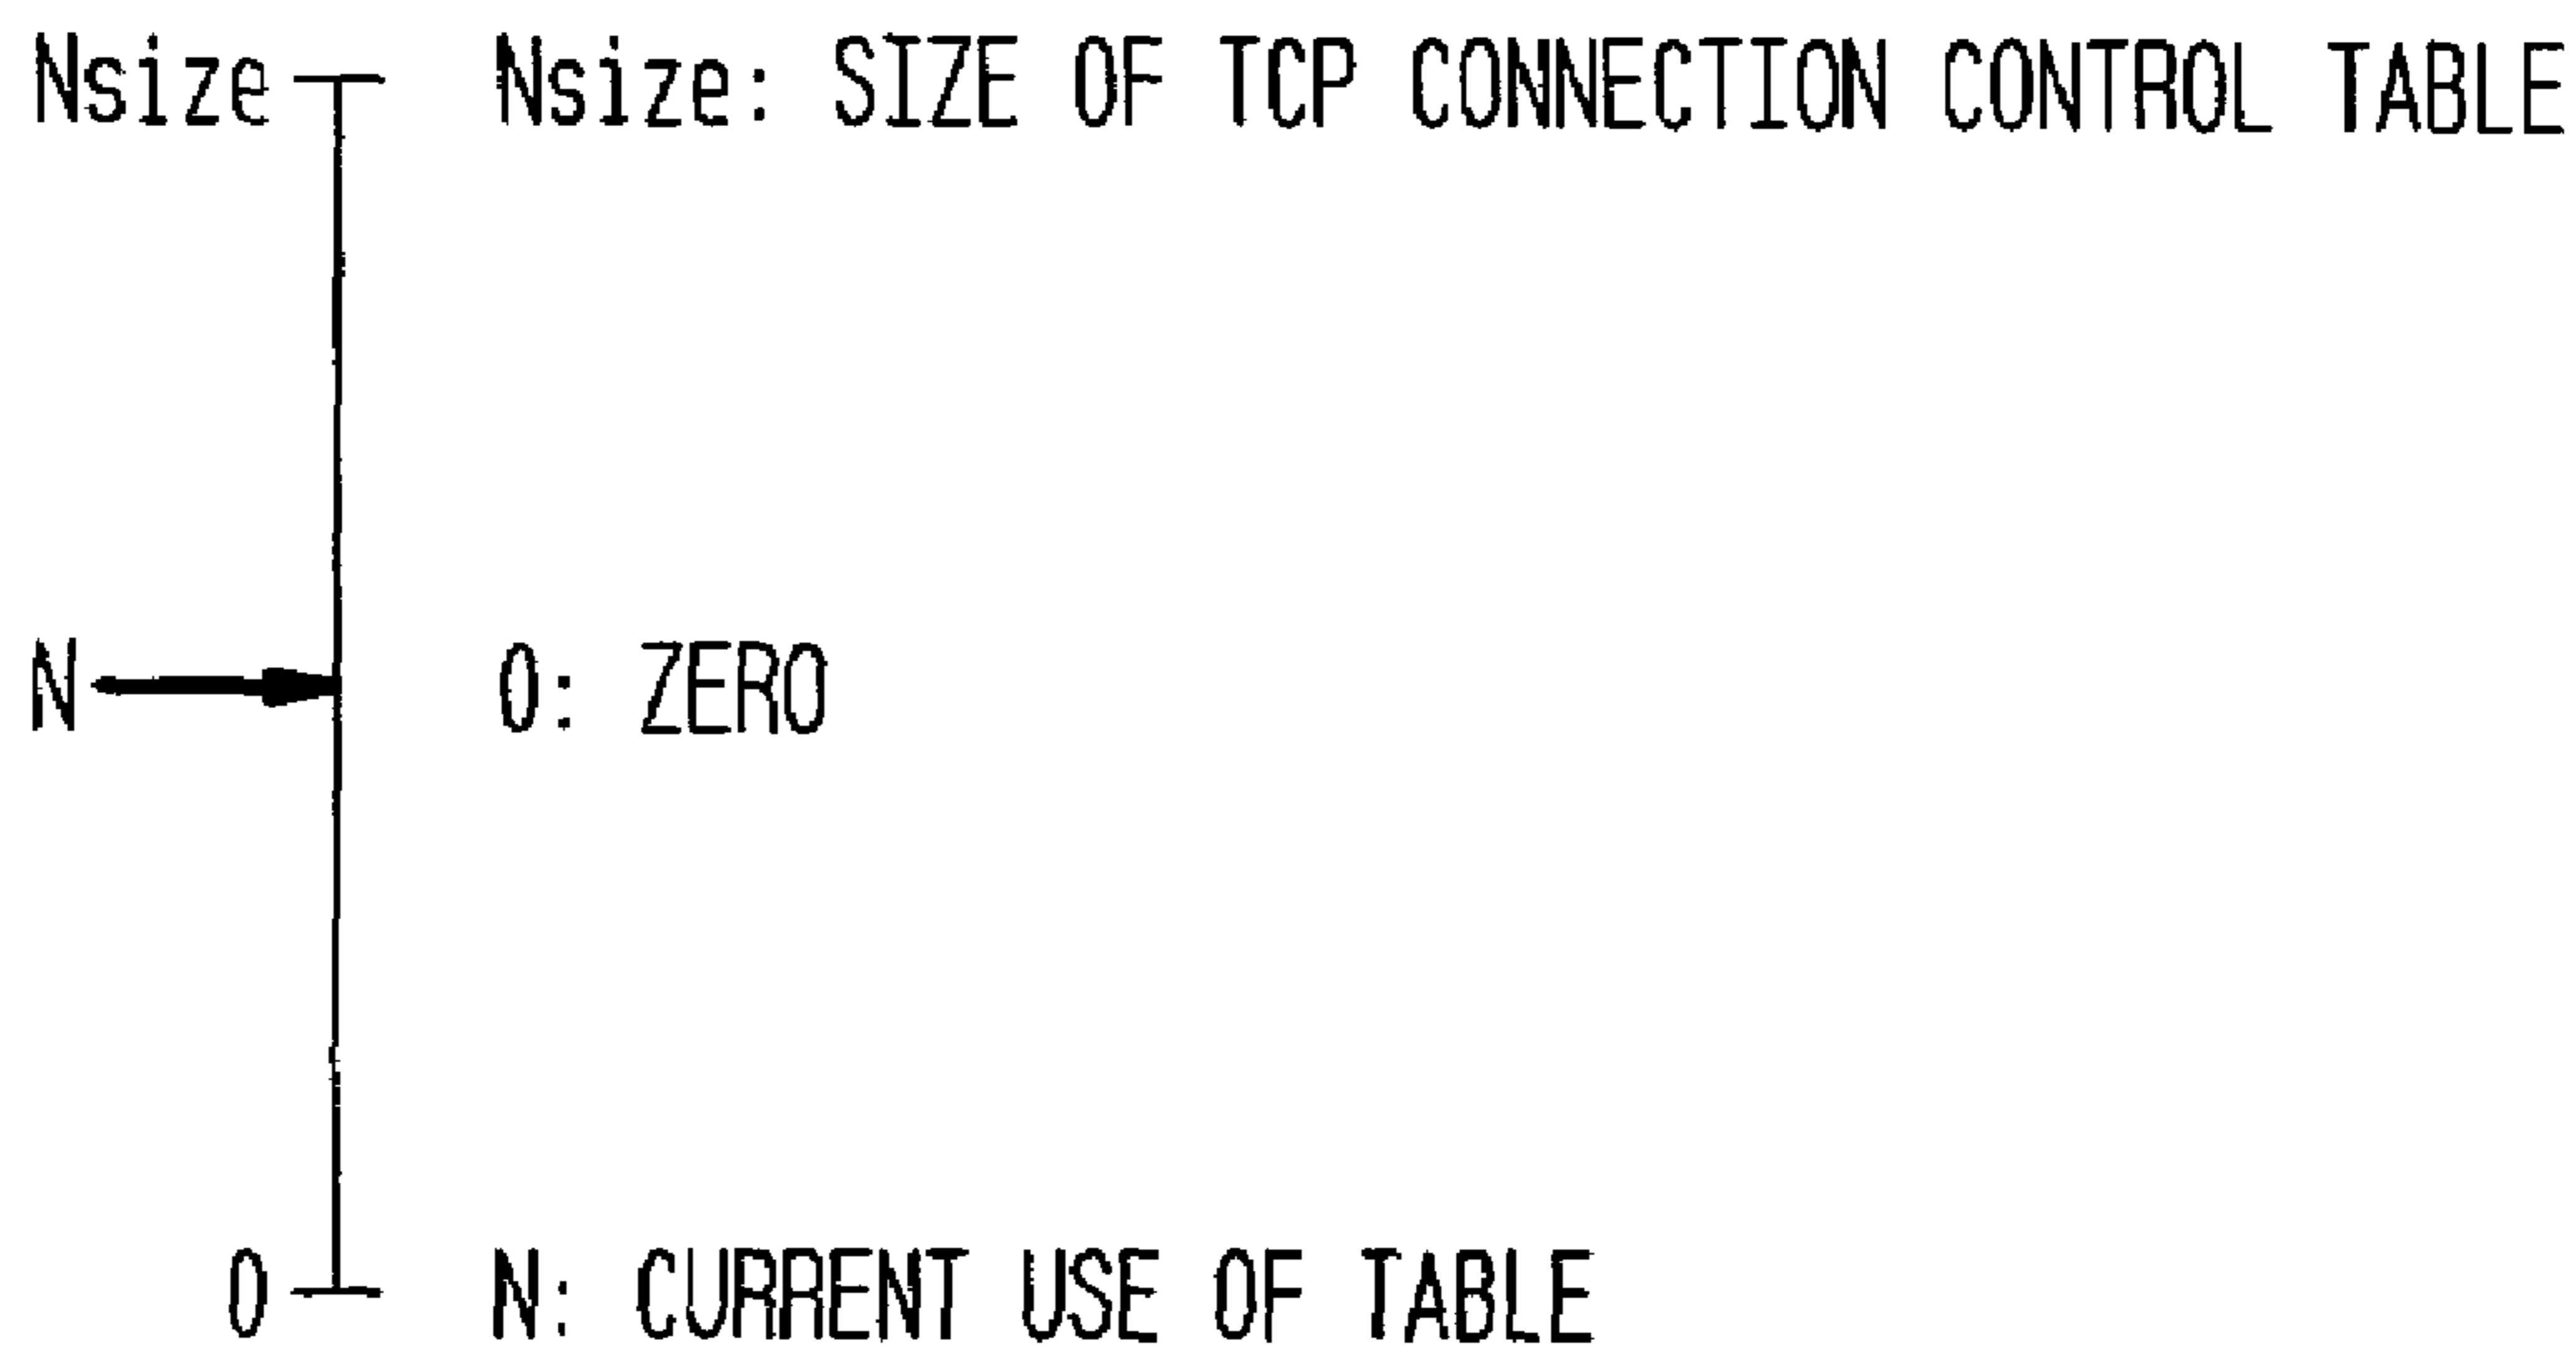 Nsize Nsize: SIZE OF TCP CONNECTION CONTROL TABLE
N 0: ZERO
0 N: CURRENT USE OF TABLE